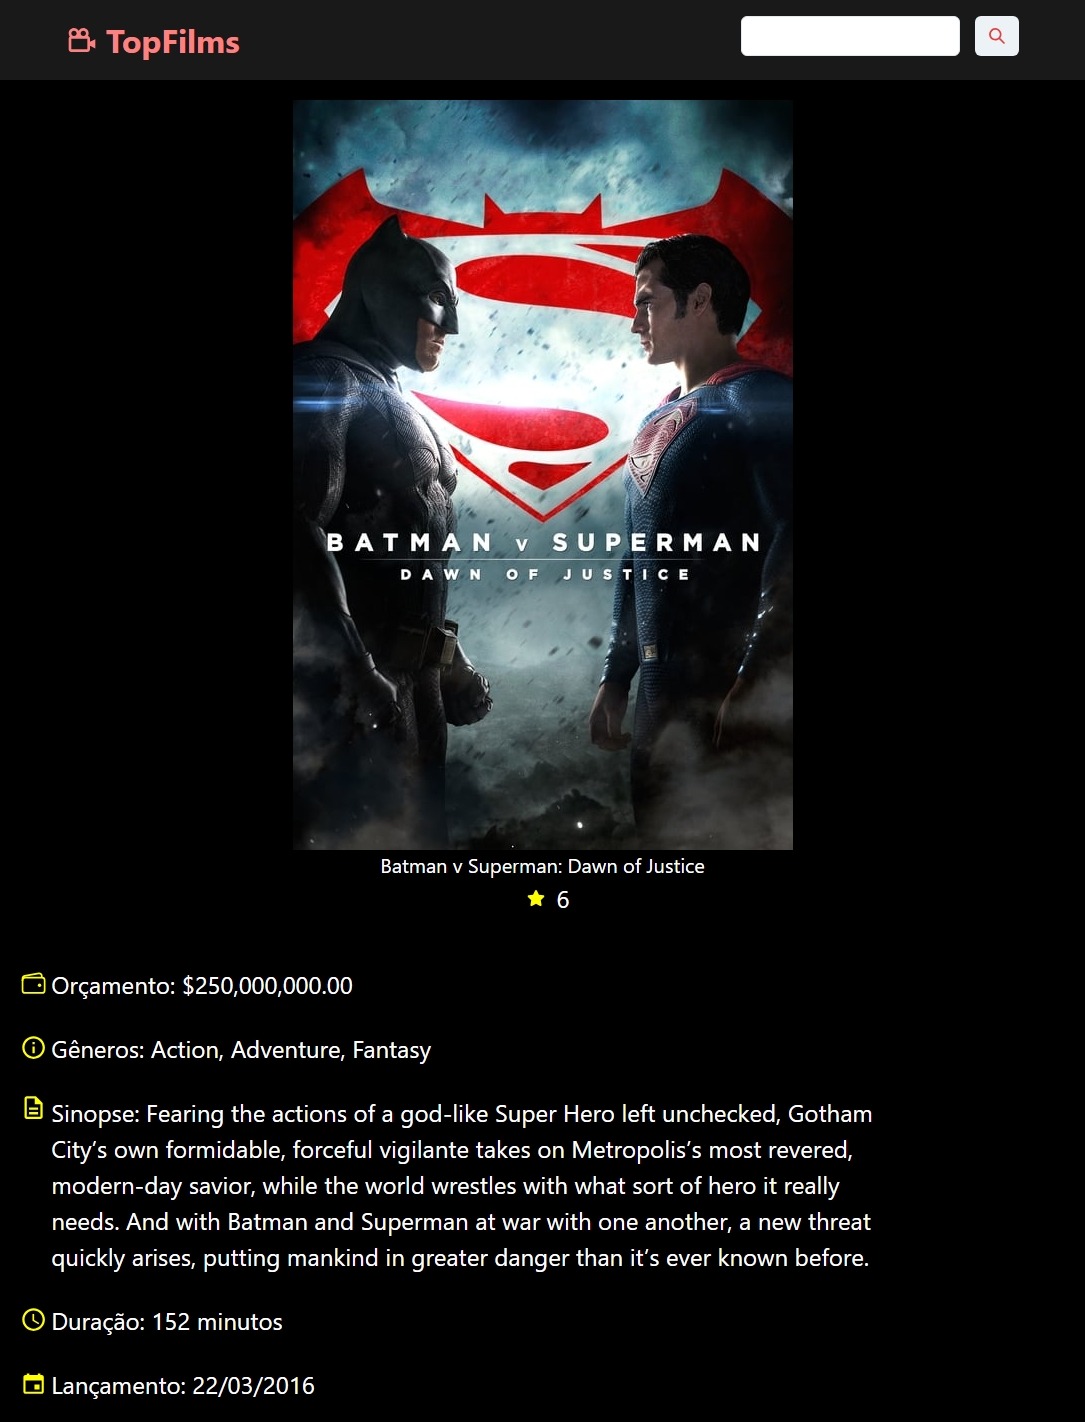 TopFilms
BATMAN v SUPERMAN
DAWN OF JUSTICE
Batman v Superman: Dawn of Justice
6
Orçamento: $250,000,000.00
Gêneros: Action, Adventure, Fantasy
Sinopse: Fearing the actions of a god-like Super Hero left unchecked, Gotham
City’s own formidable, forceful vigilante takes on Metropolis’s most revered,
modern-day savior, while the world wrestles with what sort of hero it really
needs. And with Batman and Superman at war with one another, a new threat
quickly arises, putting mankind in greater danger than it’s ever known before.
Duração: 152 minutos
Lançamento: 22/03/2016